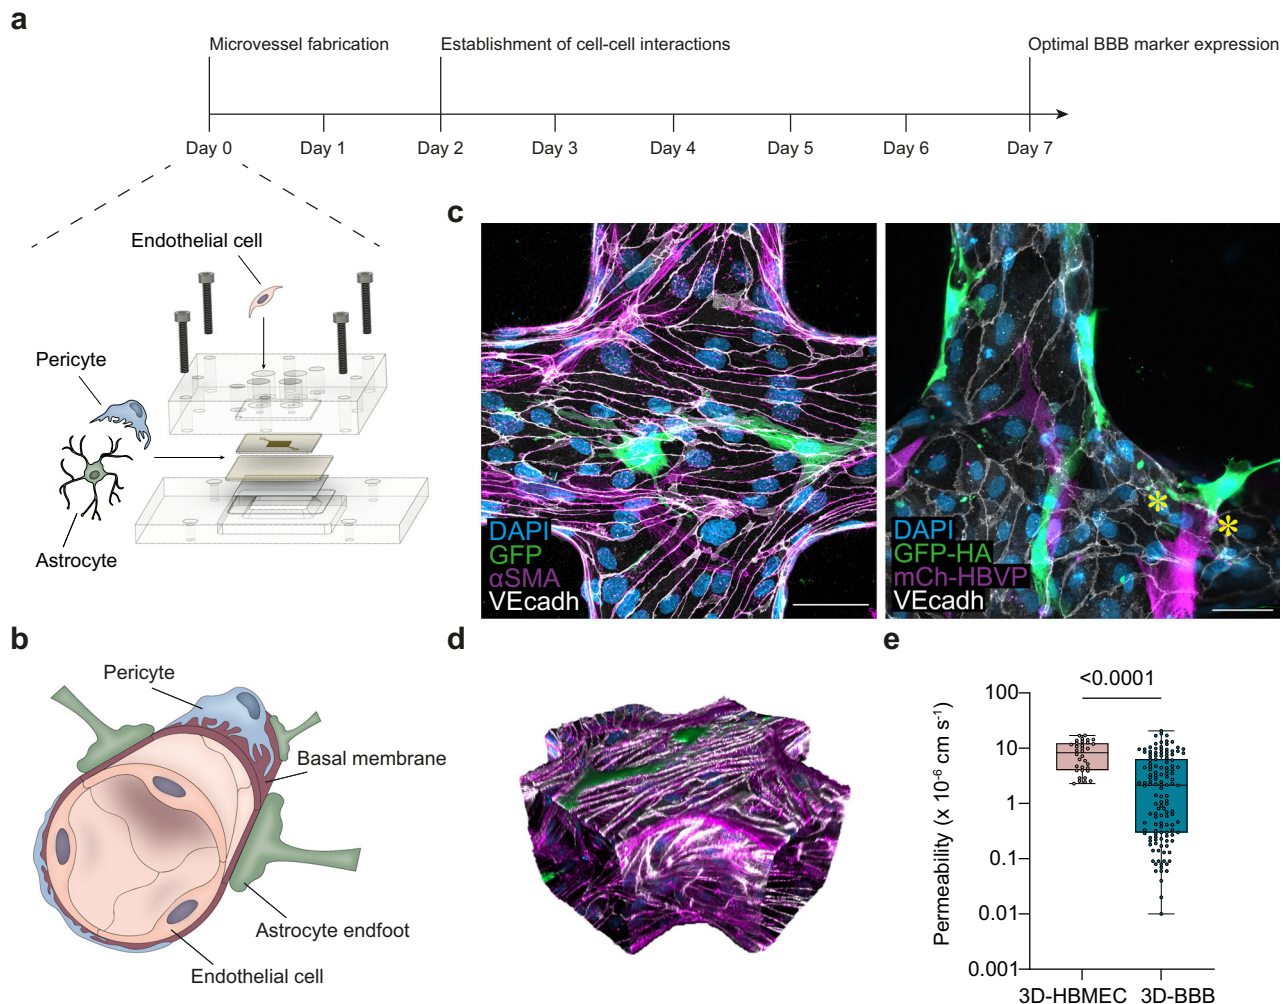 a
Microvessel fabrication
Establishment of cell-cell interactions
Optimal BBB marker expression
Day 0
Day 1
Day 2
Day 3
Day 4
Day 5
Day 6
Day 7
Endothelial cell
Pericyte
Astrocyte
c
DAPI
GFP
αSMA
VEcadh
DAPI
GFP-HA
mCh-HBVP
VEcadh
*
*
b
Pericyte
Basal membrane
Astrocyte endfoot
Endothelial cell
d
e
<0.0001
Permeability (x 10⁻⁶ cm s⁻¹)
100
10
1
0.1
0.01
0.001
3D-HBMEC
3D-BBB